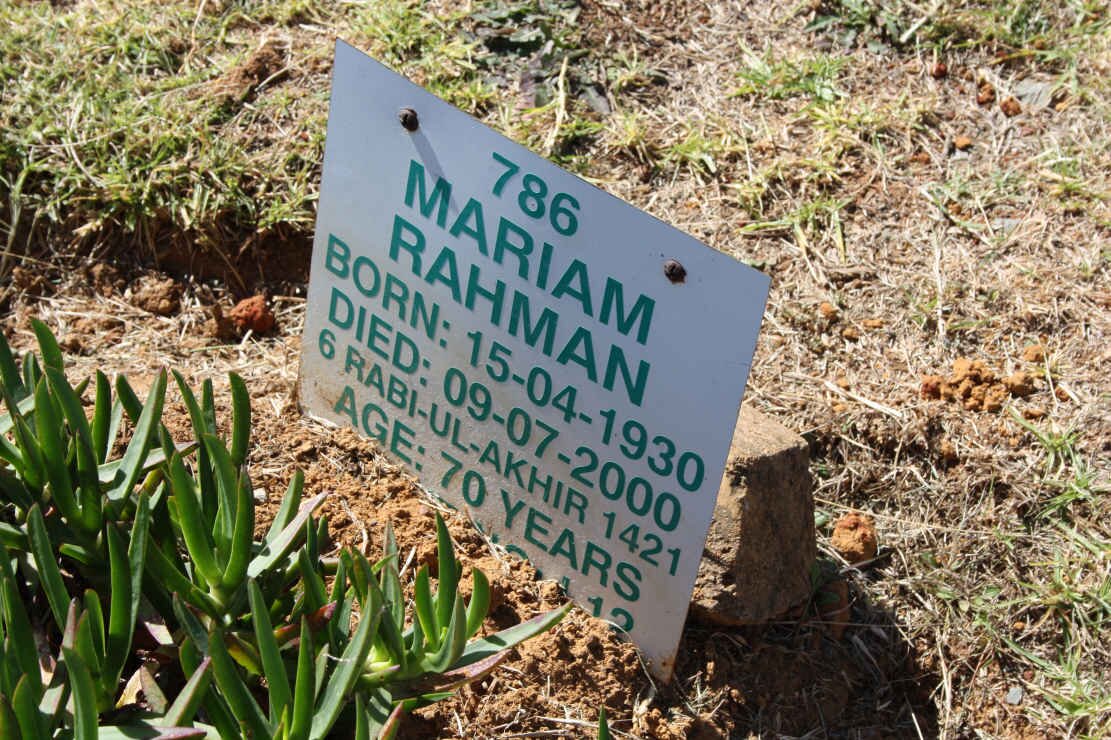 786
MARIAM
RAHMAN
BORN: 15-04-1930
DIED: 09-07-2000
6 RABI-UL-AKHIR 1421
AGE: 70 YEARS
12